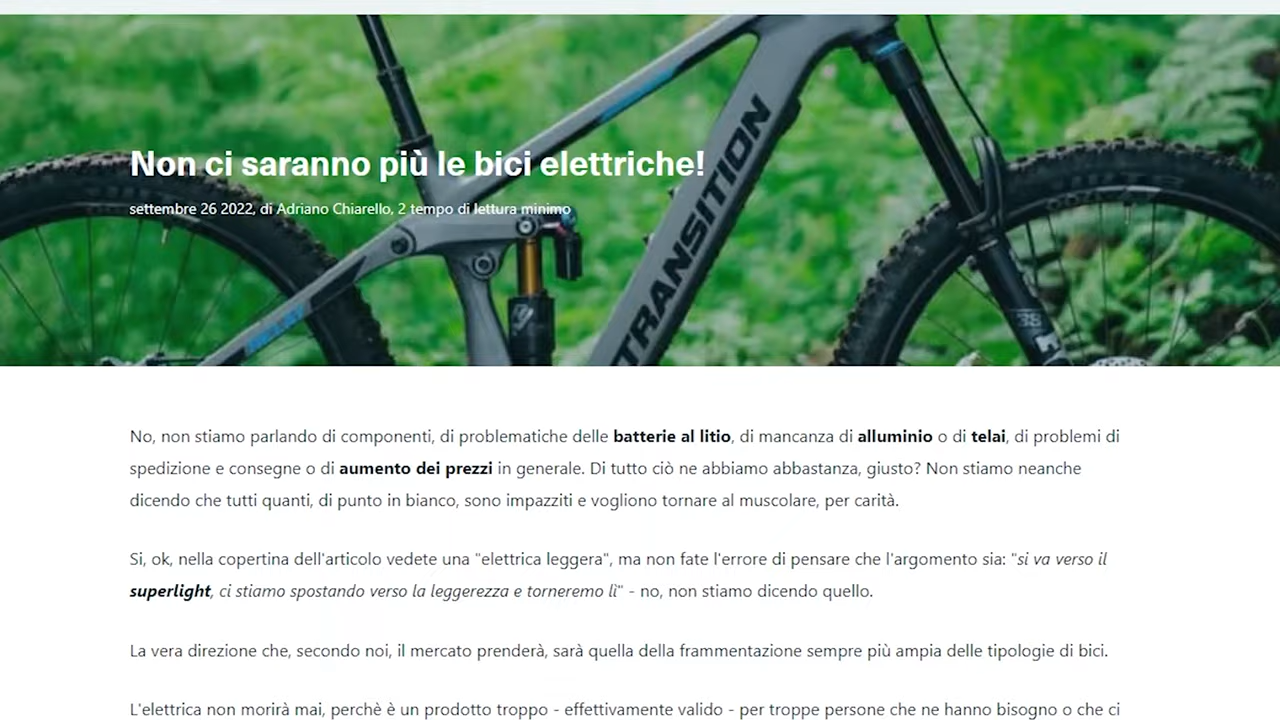 Non ci saranno più le bici elettriche!
settembre 26 2022, di Adriano Chiarello, 2 tempo di lettura minimo
TRANSITION
RELAY
38
No, non stiamo parlando di componenti, di problematiche delle batterie al litio, di mancanza di alluminio o di telai, di problemi di
spedizione e consegne o di aumento dei prezzi in generale. Di tutto ciò ne abbiamo abbastanza, giusto? Non stiamo neanche
dicendo che tutti quanti, di punto in bianco, sono impazziti e vogliono tornare al muscolare, per carità.
Si, ok, nella copertina dell'articolo vedete una "elettrica leggera", ma non fate l'errore di pensare che l'argomento sia: "si va verso il
superlight, ci stiamo spostando verso la leggerezza e torneremo lì" - no, non stiamo dicendo quello.
La vera direzione che, secondo noi, il mercato prenderà, sarà quella della frammentazione sempre più ampia delle tipologie di bici.
L'elettrica non morirà mai, perchè è un prodotto troppo - effettivamente valido - per troppe persone che ne hanno bisogno o che ci